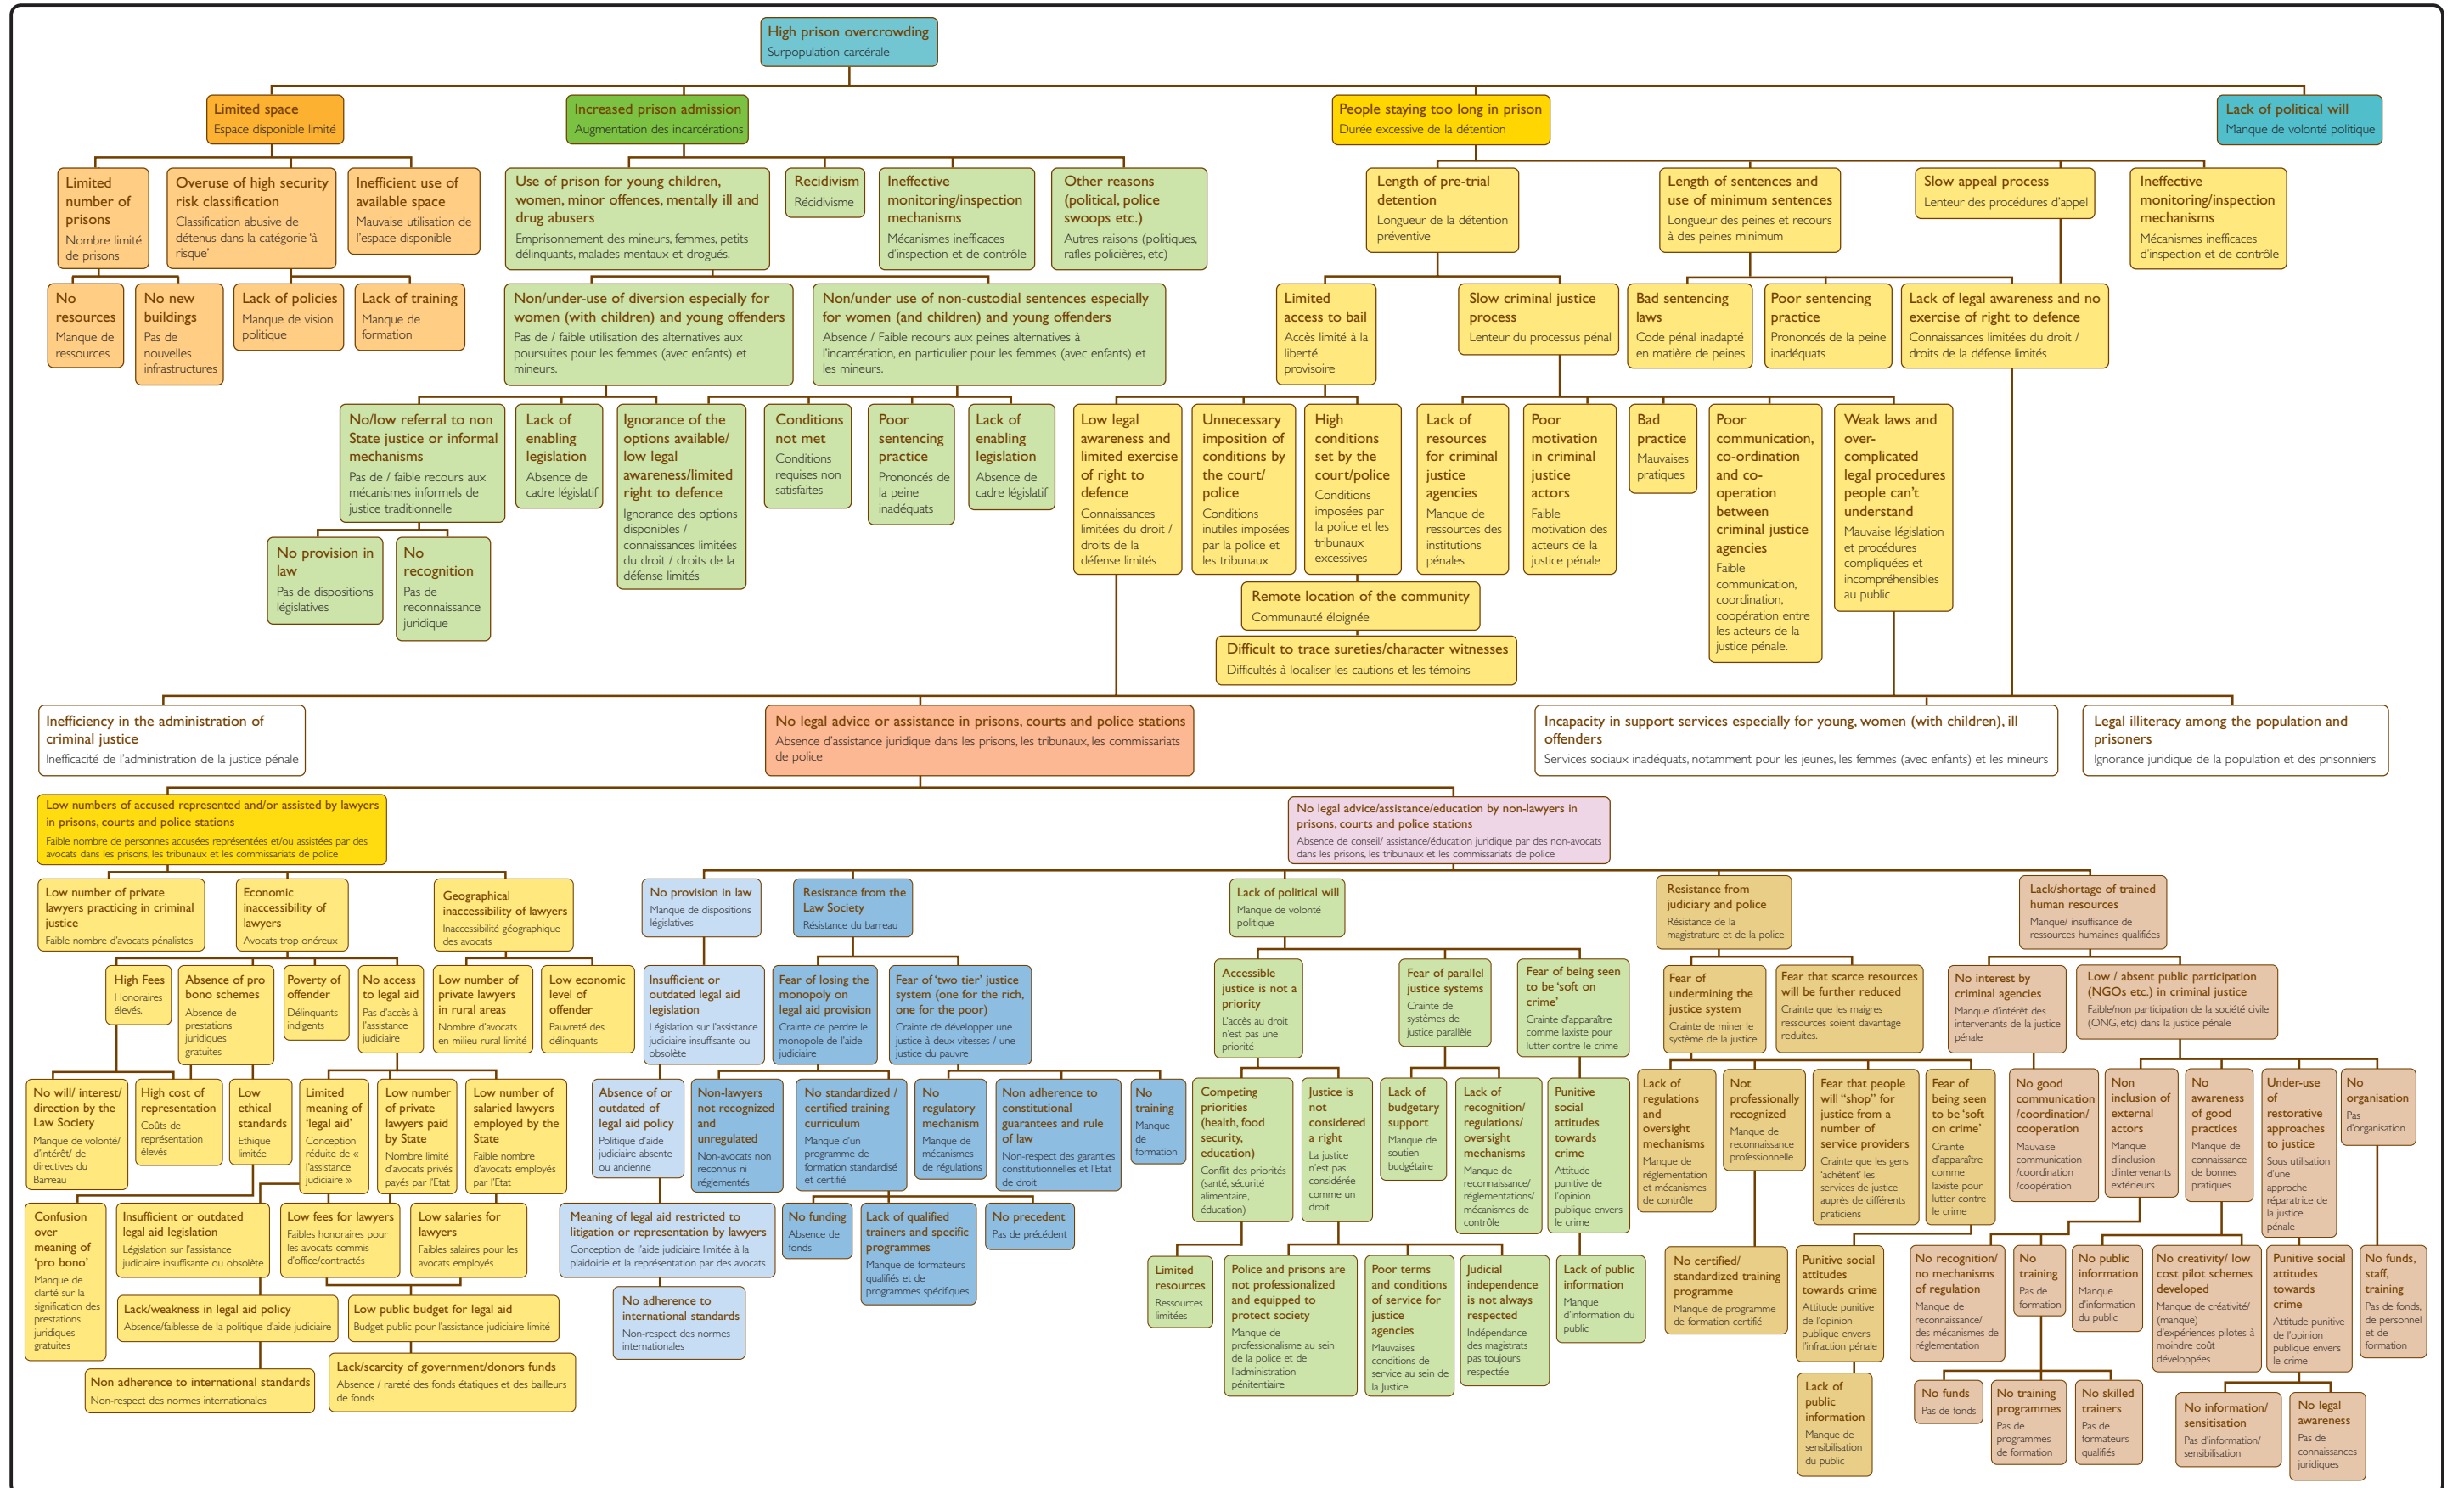 High prison overcrowding
Surpopulation carcérale
Limited space
Espace disponible limité
Increased prison admission
Augmentation des incarcérations
People staying too long in prison
Durée excessive de la détention
Lack of political will
Manque de volonté politique
Limited
number of
prisons
Nombre limité
de prisons
Overuse of high security
risk classification
Classification abusive de
détenus dans la catégorie ‘à
risque’
Inefficient use of
available space
Mauvaise utilisation de
l’espace disponible
Use of prison for young children,
women, minor offences, mentally ill and
drug abusers
Emprisonnement des mineurs, femmes, petits
délinquants, malades mentaux et drogués.
Recidivism
Récidivisme
Ineffective
monitoring/inspection
mechanisms
Mécanismes inefficaces
d’inspection et de contrôle
Other reasons
(political, police
swoops etc.)
Autres raisons (politiques,
rafles policières, etc)
Length of pre-trial
detention
Longueur de la détention
préventive
Length of sentences and
use of minimum sentences
Longueur des peines et recours
à des peines minimum
Slow appeal process
Lenteur des procédures d’appel
Ineffective
monitoring/inspection
mechanisms
Mécanismes inefficaces
d’inspection et de contrôle
No
resources
Manque de
ressources
No new
buildings
Pas de
nouvelles
infrastructures
Lack of policies
Manque de vision
politique
Lack of training
Manque de
formation
Non/under-use of diversion especially for
women (with children) and young offenders
Pas de / faible utilisation des alternatives aux
poursuites pour les femmes (avec enfants) et
mineurs.
Non/under use of non-custodial sentences especially
for women (and children) and young offenders
Absence / Faible recours aux peines alternatives à
l’incarcération, en particulier pour les femmes (avec enfants) et
les mineurs.
Limited
access to bail
Accès limité à la
liberté
provisoire
Slow criminal justice
process
Lenteur du processus pénal
Bad sentencing
laws
Code pénal inadapté
en matière de peines
Poor sentencing
practice
Prononcés de la peine
inadéquats
Lack of legal awareness and no
exercise of right to defence
Connaissances limitées du droit /
droits de la défense limités
No/low referral to non
State justice or informal
mechanisms
Pas de / faible recours aux
mécanismes informels de
justice traditionnelle
Lack of
enabling
legislation
Absence de
cadre législatif
Ignorance of the
options available/
low legal
awareness/limited
right to defence
Ignorance des options
disponibles /
connaissances limitées
du droit / droits de la
défense limités
Conditions
not met
Conditions
requises non
satisfaites
Poor
sentencing
practice
Prononcés de
la peine
inadéquats
Lack of
enabling
legislation
Absence de
cadre législatif
Low legal
awareness and
limited exercise
of right to
defence
Connaissances
limitées du droit /
droits de la
défense limités
Unnecessary
imposition of
conditions by
the court/
police
Conditions
inutiles imposées
par la police et
les tribunaux
High
conditions
set by the
court/police
Conditions
imposées par
la police et les
tribunaux
excessives
Lack of
resources
for criminal
justice
agencies
Manque de
ressources des
institutions
pénales
Poor
motivation
in criminal
justice
actors
Faible
motivation des
acteurs de la
justice pénale
Bad
practice
Mauvaises
pratiques
Poor
communication,
co-ordination
and co-
operation
between
criminal justice
agencies
Faible
communication,
coordination,
coopération entre
les acteurs de la
justice pénale.
Weak laws and
over-
complicated
legal procedures
people can’t
understand
Mauvaise législation
et procédures
compliquées et
incompréhensibles
au public
No provision in
law
Pas de dispositions
législatives
No
recognition
Pas de
reconnaissance
juridique
Remote location of the community
Communauté éloignée
Difficult to trace sureties/character witnesses
Difficultés à localiser les cautions et les témoins
Inefficiency in the administration of
criminal justice
Inefficacité de l’administration de la justice pénale
No legal advice or assistance in prisons, courts and police stations
Absence d’assistance juridique dans les prisons, les tribunaux, les commissariats
de police
Incapacity in support services especially for young, women (with children), ill
offenders
Services sociaux inadéquats, notamment pour les jeunes, les femmes (avec enfants) et les mineurs
Legal illiteracy among the population and
prisoners
Ignorance juridique de la population et des prisonniers
Low numbers of accused represented and/or assisted by lawyers
in prisons, courts and police stations
Faible nombre de personnes accusées représentées et/ou assistées par des
avocats dans les prisons, les tribunaux et les commissariats de police
No legal advice/assistance/education by non-lawyers in
prisons, courts and police stations
Absence de conseil/ assistance/éducation juridique par des non-avocats
dans les prisons, les tribunaux et les commissariats de police
Low number of private
lawyers practicing in criminal
justice
Faible nombre d’avocats pénalistes
Economic
inaccessibility of
lawyers
Avocats trop onéreux
Geographical
inaccessibility of lawyers
Inaccessibilité géographique
des avocats
No provision in law
Manque de dispositions
législatives
Resistance from the
Law Society
Résistance du barreau
Lack of political will
Manque de volonté
politique
Resistance from
judiciary and police
Résistance de la
magistrature et de la police
Lack/shortage of trained
human resources
Manque/ insuffisance de
ressources humaines qualifiées
High Fees
Honoraires
élevés.
Absence of pro
bono schemes
Absence de
prestations
juridiques
gratuites
Poverty of
offender
Délinquants
indigents
No access
to legal aid
Pas d’accès à
l’assistance
judiciaire
Low number of
private lawyers
in rural areas
Nombre d’avocats
en milieu rural limité
Low economic
level of
offender
Pauvreté des
délinquants
Insufficient or
outdated legal aid
legislation
Législation sur l’assistance
judiciaire insuffisante ou
obsolète
Fear of losing the
monopoly on
legal aid provision
Crainte de perdre le
monopole de l’aide
judiciaire
Fear of ‘two tier’ justice
system (one for the rich,
one for the poor)
Crainte de développer une
justice à deux vitesses / une
justice du pauvre
Accessible
justice is not a
priority
L’accès au droit
n’est pas une
priorité
Fear of parallel
justice systems
Crainte de
systèmes de
justice parallèle
Fear of being seen
to be ‘soft on
crime’
Crainte d’apparaître
comme laxiste pour
lutter contre le crime
Fear of
undermining the
justice system
Crainte de miner le
système de la justice
Fear that scarce resources
will be further reduced
Crainte que les maigres
ressources soient davantage
reduites.
No interest by
criminal agencies
Manque d’intérêt des
intervenants de la justice
pénale
Low / absent public participation
(NGOs etc.) in criminal justice
Faible/non participation de la société civile
(ONG, etc) dans la justice pénale
No will/ interest/
direction by the
Law Society
Manque de volonté/
d’intérêt/ de
directives du
Barreau
High cost of
representation
Coûts de
représentation
élevés
Low
ethical
standards
Ethique
limitée
Limited
meaning of
‘legal aid’
Conception
réduite de «
l’assistance
judiciaire »
Low number
of private
lawyers paid
by State
Nombre limité
d’avocats privés
payés par l’Etat
Low number of
salaried lawyers
employed by the
State
Faible nombre
d’avocats employés
par l’Etat
Absence of or
outdated of
legal aid policy
Politique d’aide
judiciaire absente
ou ancienne
Non-lawyers
not recognized
and
unregulated
Non-avocats non
reconnus ni
réglementés
No standardized /
certified training
curriculum
Manque d’un
programme de
formation standardisé
et certifié
No
regulatory
mechanism
Manque de
mécanismes
de régulations
Non adherence to
constitutional
guarantees and rule
of law
Non-respect des garanties
constitutionnelles et l’Etat
de droit
No
training
Manque
de
formation
Competing
priorities
(health, food
security,
education)
Conflit des priorités
(santé, sécurité
alimentaire,
éducation)
Justice is
not
considered
a right
La justice
n’est pas
considérée
comme un
droit
Lack of
budgetary
support
Manque de
soutien
budgétaire
Lack of
recognition/
regulations/
oversight
mechanisms
Manque de
reconnaissance/
réglementations/
mécanismes de
contrôle
Punitive
social
attitudes
towards
crime
Attitude
punitive de
l’opinion
publique envers
le crime
Lack of
regulations
and
oversight
mechanisms
Manque de
réglementation
et mécanismes
de contrôle
Not
professionally
recognized
Manque de
reconnaissance
professionnelle
Fear that people
will “shop” for
justice from a
number of
service providers
Crainte que les gens
‘achètent’ les
services de justice
auprès de différents
praticiens
Fear of
being seen
to be ‘soft
on crime’
Crainte
d’apparaître
comme
laxiste pour
lutter contre
le crime
No good
communication
/coordination/
cooperation
Mauvaise
communication
/coordination
/coopération
Non
inclusion of
external
actors
Manque
d’inclusion
d’intervenants
extérieurs
No
awareness
of good
practices
Manque de
connaissance
de bonnes
pratiques
Under-use
of
restorative
approaches
to justice
Sous utilisation
d’une
approche
réparatrice de
la justice
pénale
No
organisation
Pas
d’organisation
Confusion
over
meaning of
‘pro bono’
Manque de
clarté sur la
signification des
prestations
juridiques
gratuites
Insufficient or outdated
legal aid legislation
Législation sur l’assistance
judiciaire insuffisante ou obsolète
Low fees for lawyers
Faibles honoraires pour
les avocats commis
d’office/contractés
Low salaries for
lawyers
Faibles salaires pour les
avocats employés
Meaning of legal aid restricted to
litigation or representation by lawyers
Conception de l’aide judiciaire limitée à la
plaidoirie et la représentation par des avocats
No funding
Absence de
fonds
Lack of qualified
trainers and specific
programmes
Manque de formateurs
qualifiés et de
programmes spécifiques
No precedent
Pas de précédent
Limited
resources
Ressources
limitées
Police and prisons are
not professionalized
and equipped to
protect society
Manque de
professionalisme au sein
de la police et de
l’administration
pénitentiaire
Poor terms
and conditions
of service for
justice
agencies
Mauvaises
conditions de
service au sein de
la Justice
Judicial
independence
is not always
respected
Indépendance
des magistrats
pas toujours
respectée
Lack of public
information
Manque
d’information du
public
No certified/
standardized training
programme
Manque de programme
de formation certifié
Punitive social
attitudes
towards crime
Attitude punitive
de l’opinion
publique envers
l’infraction pénale
No recognition/
no mechanisms
of regulation
Manque de
reconnaissance/
des mécanismes de
réglementation
No
training
Pas de
formation
No public
information
Manque
d’information
du public
No creativity/ low
cost pilot schemes
developed
Manque de créativité/
(manque)
d’expériences pilotes à
moindre coût
développées
Punitive social
attitudes
towards
crime
Attitude punitive
de l’opinion
publique envers
le crime
No funds,
staff,
training
Pas de fonds,
de personnel
et de
formation
Lack/weakness in legal aid policy
Absence/faiblesse de la politique d’aide judiciaire
Low public budget for legal aid
Budget public pour l’assistance judiciaire limité
No adherence to
international standards
Non-respect des normes
internationales
Non adherence to international standards
Non-respect des normes internationales
Lack/scarcity of government/donors funds
Absence / rareté des fonds étatiques et des bailleurs
de fonds
Lack of
public
information
Manque de
sensibilisation
du public
No funds
Pas de fonds
No training
programmes
Pas de
programmes
de formation
No skilled
trainers
Pas de
formateurs
qualifiés
No information/
sensitisation
Pas d’information/
sensibilisation
No legal
awareness
Pas de
connaissances
juridiques